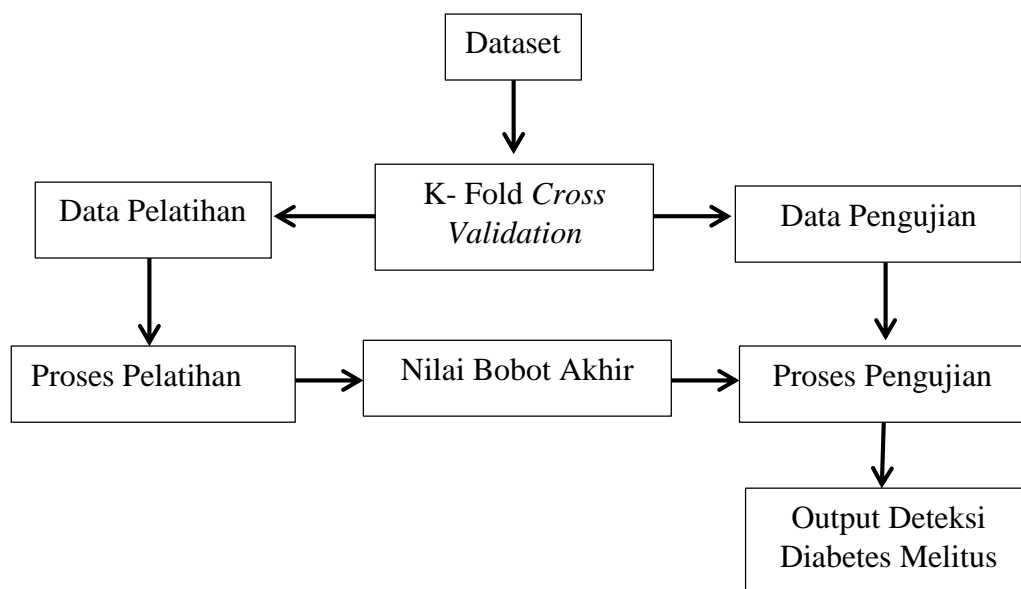 Dataset
K- Fold Cross
Validation
Data Pelatihan
Data Pengujian
Proses Pelatihan
Nilai Bobot Akhir
Proses Pengujian
Output Deteksi
Diabetes Melitus